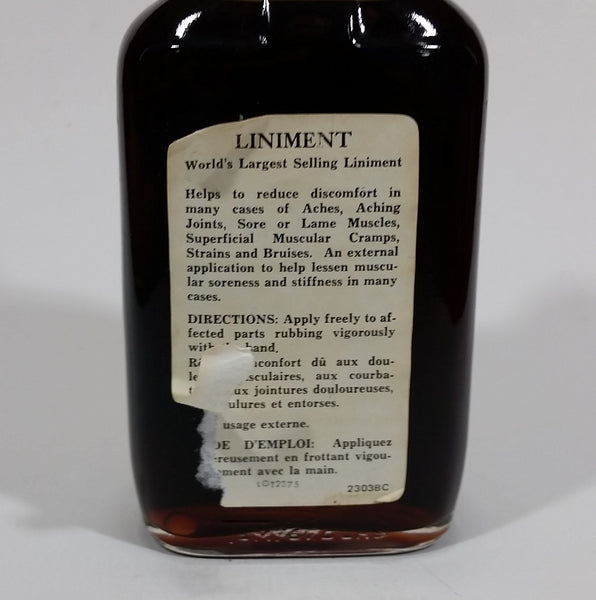 LINIMENT
World's Largest Selling Liniment
Helps to reduce discomfort in
many cases of Aches, Aching
Joints, Sore or Lame Muscles,
Superficial Muscular Cramps,
Strains and Bruises. An external
application to help lessen muscu-
lar soreness and stiffness in many
cases.
DIRECTIONS: Apply freely to af-
fected parts rubbing vigorously
with hand.
confort dû aux dou-
sculaires, aux courba-
ux jointures douloureuses,
ulures et entorses.
usage externe.
DE D'EMPLOI: Appliquez
reusement en frottant vigou-
ment avec la main.
23038C